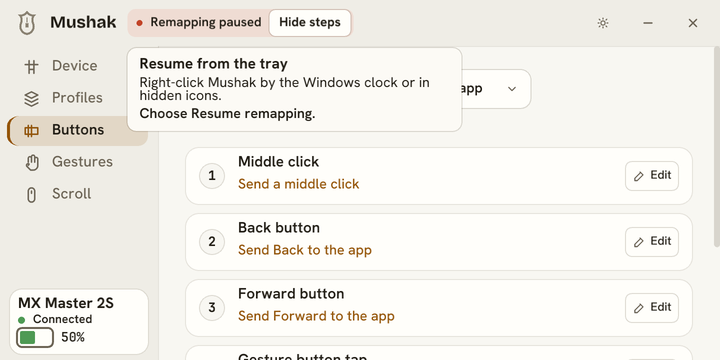 Mushak
Remapping paused
Hide steps
Resume from the tray
Right-click Mushak by the Windows clock or in
hidden icons.
Choose Resume remapping.
app
Device
Profiles
Buttons
Gestures
Scroll
1
Middle click
Send a middle click
Edit
2
Back button
Send Back to the app
Edit
3
Forward button
Send Forward to the app
Edit
Gesture button tap
MX Master 2S
Connected
50%